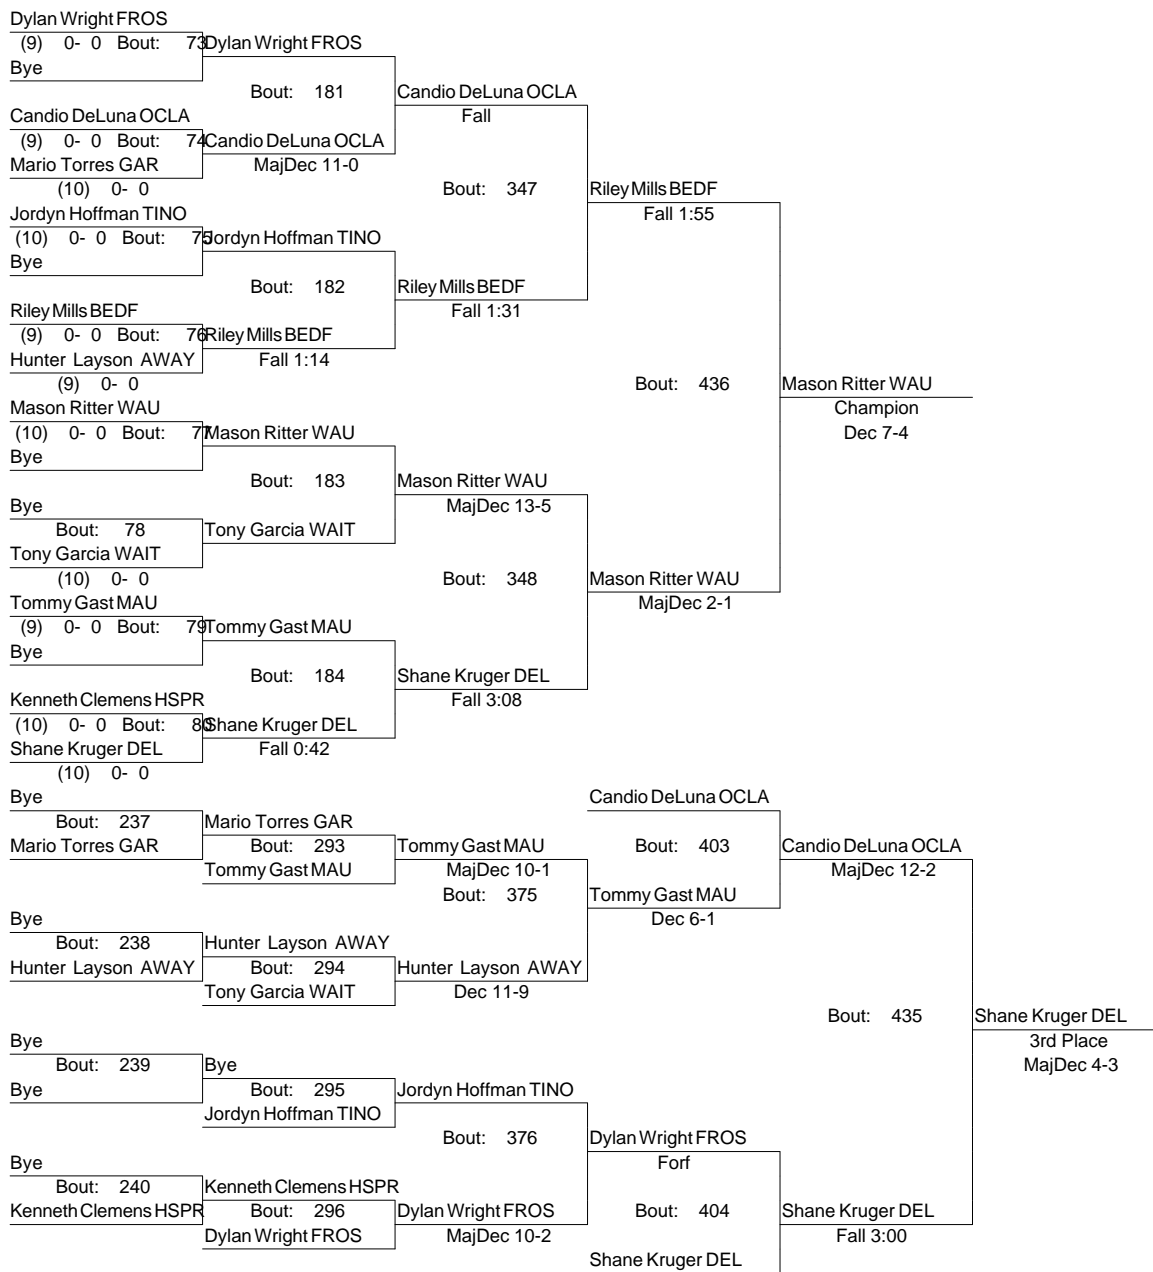 Dylan Wright FROS
(9) 0- 0 Bout: 73 Dylan Wright FROS
Bye
Bout: 181 Candio DeLuna OCLA
Candio DeLuna OCLA Fall
(9) 0- 0 Bout: 74 Candio DeLuna OCLA
Mario Torres GAR MajDec 11-0
(10) 0- 0 Bout: 347 Riley Mills BEDF
Jordyn Hoffman TINO Fall 1:55
(10) 0- 0 Bout: 75 Jordyn Hoffman TINO
Bye
Bout: 182 Riley Mills BEDF
Riley Mills BEDF Fall 1:31
(9) 0- 0 Bout: 76 Riley Mills BEDF
Hunter Layson AWAY Fall 1:14
(9) 0- 0 Bout: 436 Mason Ritter WAU
Mason Ritter WAU Champion
(10) 0- 0 Bout: 77 Mason Ritter WAU Dec 7-4
Bye
Bout: 183 Mason Ritter WAU
Bye MajDec 13-5
Bout: 78 Tony Garcia WAIT
Tony Garcia WAIT
(10) 0- 0 Bout: 348 Mason Ritter WAU
Tommy Gast MAU MajDec 2-1
(9) 0- 0 Bout: 79 Tommy Gast MAU
Bye
Bout: 184 Shane Kruger DEL
Kenneth Clemens HSPR Fall 3:08
(10) 0- 0 Bout: 80 Shane Kruger DEL
Shane Kruger DEL Fall 0:42
(10) 0- 0
Bye Candio DeLuna OCLA
Bout: 237 Mario Torres GAR
Mario Torres GAR Bout: 293 Tommy Gast MAU Bout: 403 Candio DeLuna OCLA
Tommy Gast MAU MajDec 10-1 MajDec 12-2
Bout: 375 Tommy Gast MAU
Bye Dec 6-1
Bout: 238 Hunter Layson AWAY
Hunter Layson AWAY Bout: 294 Hunter Layson AWAY
Tony Garcia WAIT Dec 11-9
Bout: 435 Shane Kruger DEL
Bye 3rd Place
Bout: 239 Bye MajDec 4-3
Bye Bout: 295 Jordyn Hoffman TINO
Jordyn Hoffman TINO
Bout: 376 Dylan Wright FROS
Bye Forf
Bout: 240 Kenneth Clemens HSPR
Kenneth Clemens HSPR Bout: 296 Dylan Wright FROS Bout: 404 Shane Kruger DEL
Dylan Wright FROS MajDec 10-2 Fall 3:00
Shane Kruger DEL